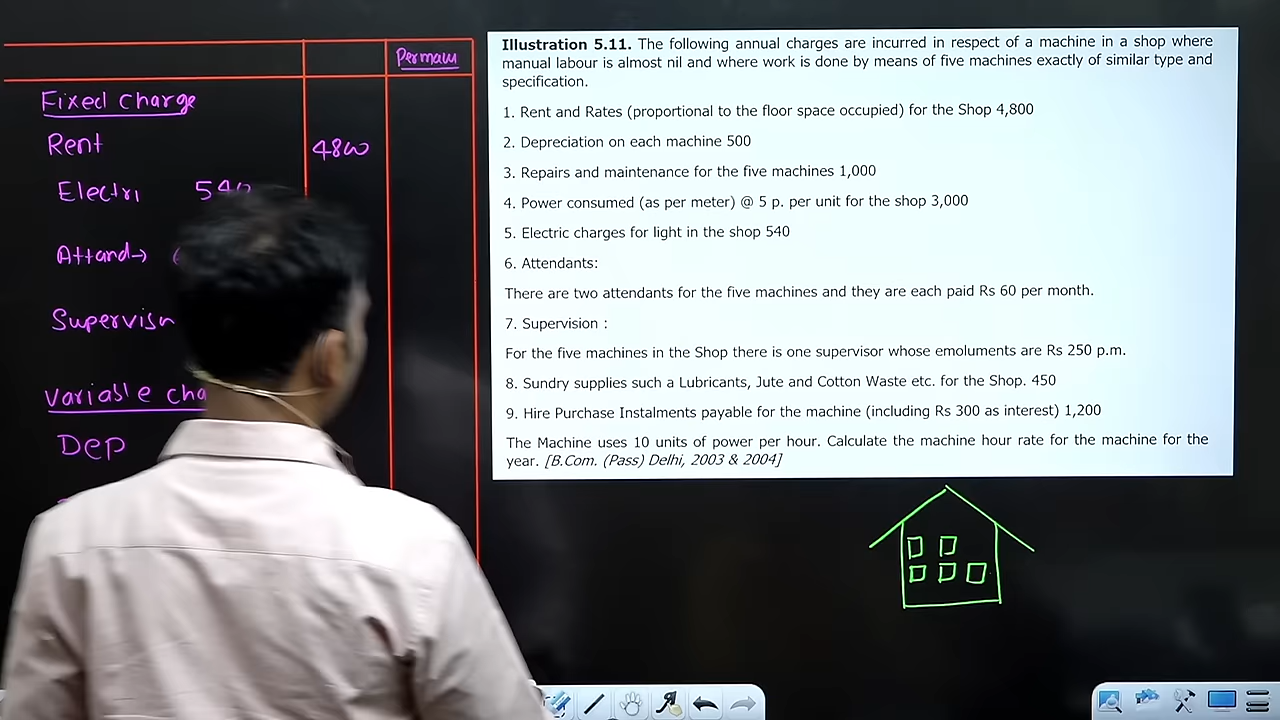 Per maw
Fixed Charge
Rent 4800
Electri 540
Attand→
Supervisn
Variable cha
Dep
Illustration 5.11. The following annual charges are incurred in respect of a machine in a shop where
manual labour is almost nil and where work is done by means of five machines exactly of similar type and
specification.
1. Rent and Rates (proportional to the floor space occupied) for the Shop 4,800
2. Depreciation on each machine 500
3. Repairs and maintenance for the five machines 1,000
4. Power consumed (as per meter) @ 5 p. per unit for the shop 3,000
5. Electric charges for light in the shop 540
6. Attendants:
There are two attendants for the five machines and they are each paid Rs 60 per month.
7. Supervision :
For the five machines in the Shop there is one supervisor whose emoluments are Rs 250 p.m.
8. Sundry supplies such a Lubricants, Jute and Cotton Waste etc. for the Shop. 450
9. Hire Purchase Instalments payable for the machine (including Rs 300 as interest) 1,200
The Machine uses 10 units of power per hour. Calculate the machine hour rate for the machine for the
year. [B.Com. (Pass) Delhi, 2003 & 2004]